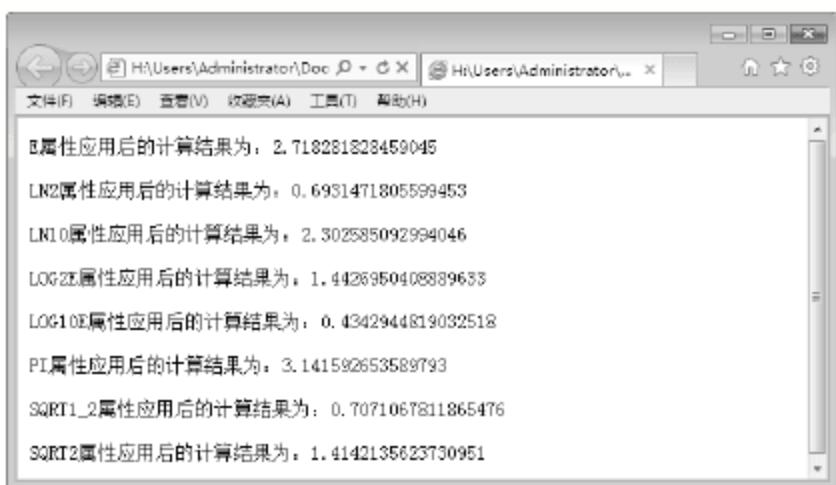 H:\Users\Administrator\Doc
H:\Users\Administrator\...
文件(F) 编辑(E) 查看(V) 收藏夹(A) 工具(T) 帮助(H)
E属性应用后的计算结果为：2.718281828459045
LN2属性应用后的计算结果为：0.6931471805599453
LN10属性应用后的计算结果为：2.302585092994046
LOG2E属性应用后的计算结果为：1.4426950408889633
LOG10E属性应用后的计算结果为：0.4342944819032518
PI属性应用后的计算结果为：3.141592653589793
SQRT1_2属性应用后的计算结果为：0.7071067811865476
SQRT2属性应用后的计算结果为：1.4142135623730951